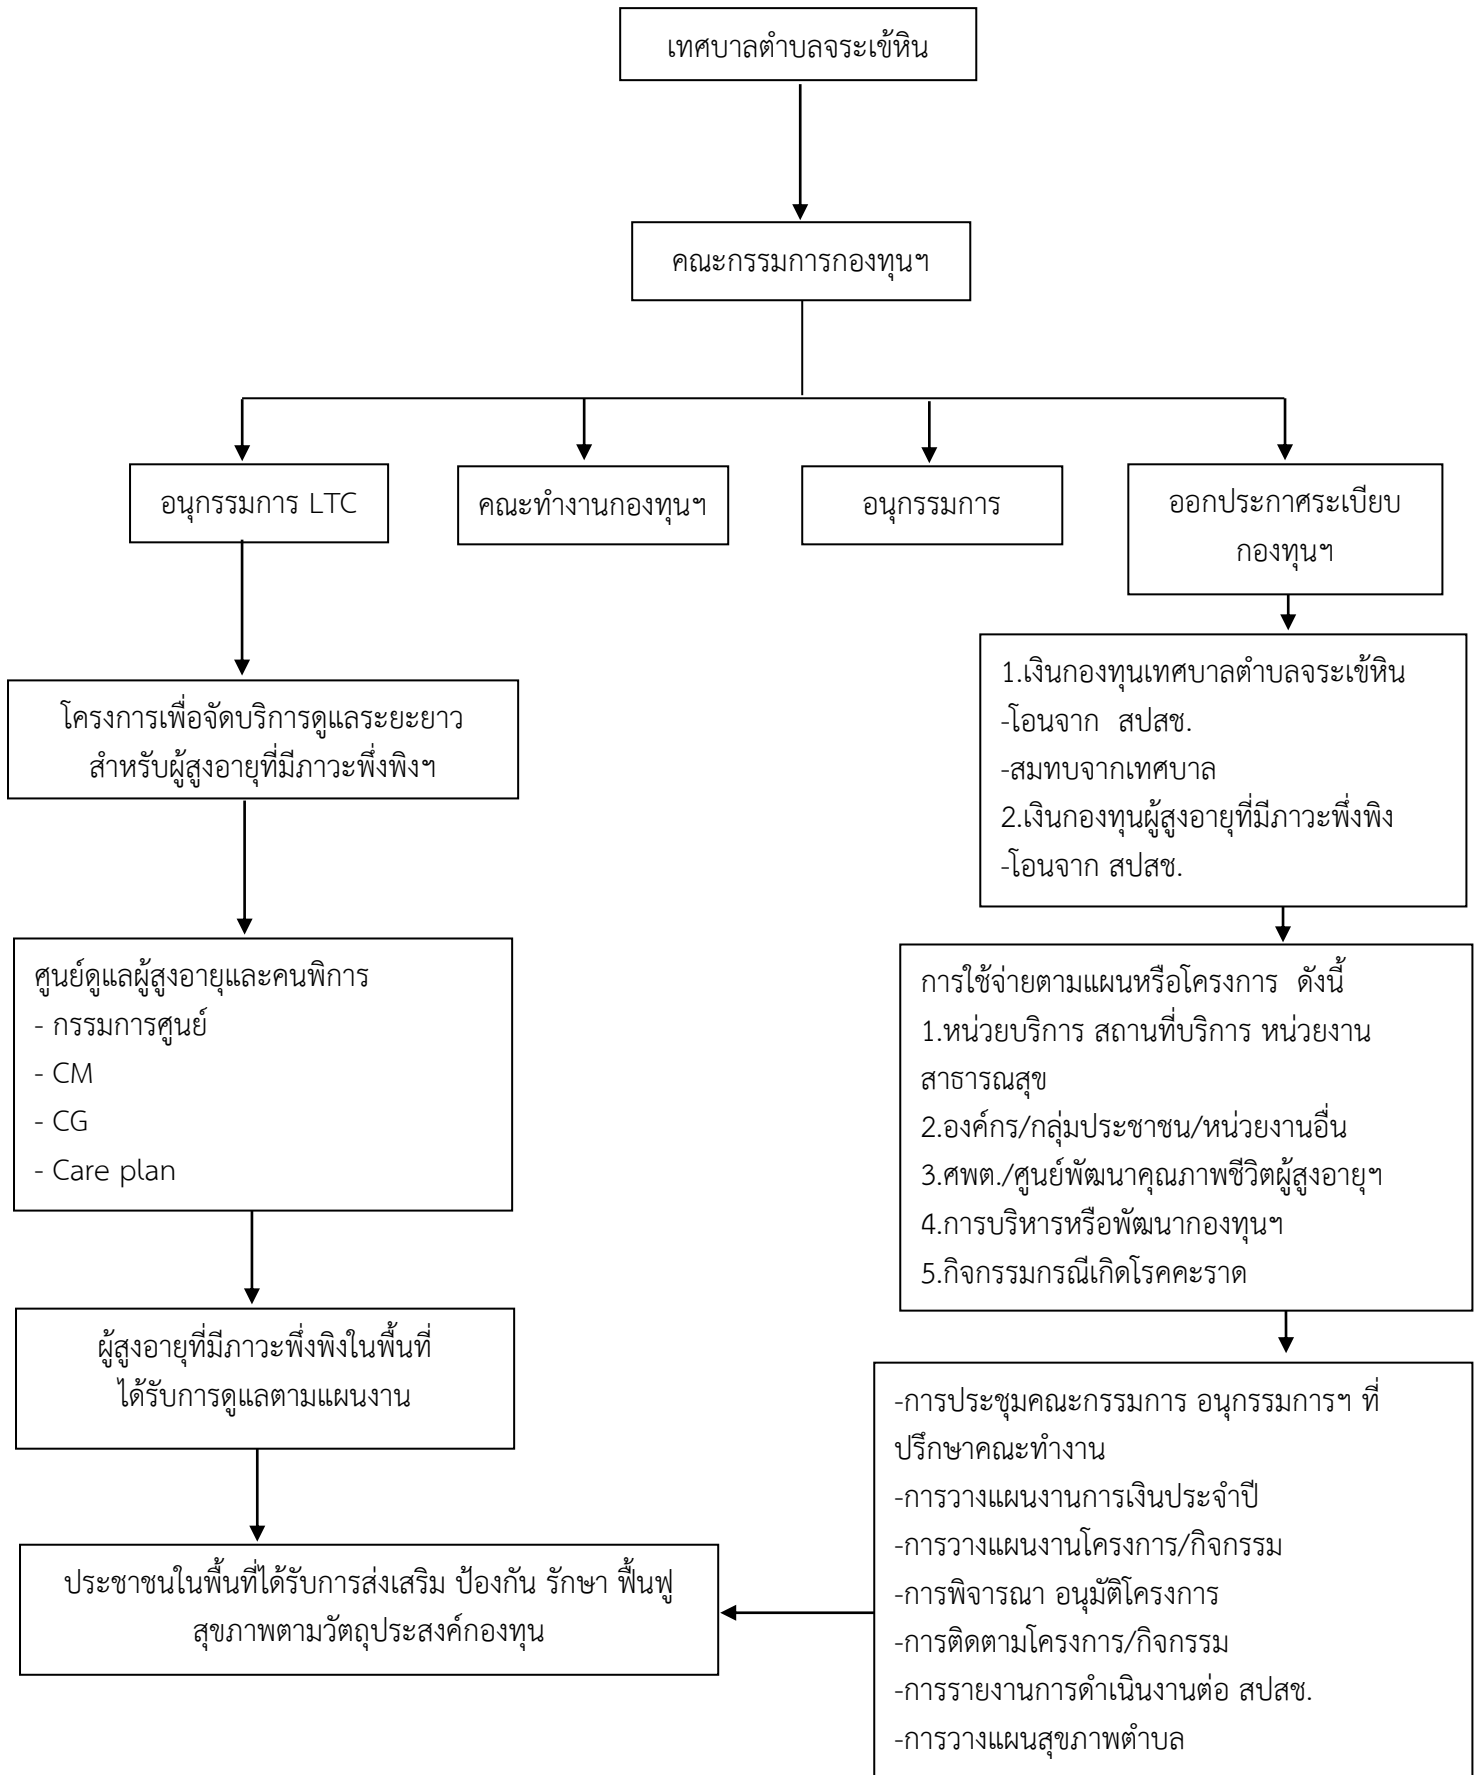 เทศบาลตำบลจระเข้หิน
คณะกรรมการกองทุนฯ
อนุกรรมการ LTC
คณะทำงานกองทุนฯ
อนุกรรมการ
ออกประกาศระเบียบ
กองทุนฯ
โครงการเพื่อจัดบริการดูแลระยะยาว
สำหรับผู้สูงอายุที่มีภาวะพึ่งพิงฯ
ศูนย์ดูแลผู้สูงอายุและคนพิการ
- กรรมการศูนย์
- CM
- CG
- Care plan
ผู้สูงอายุที่มีภาวะพึ่งพิงในพื้นที่
ได้รับการดูแลตามแผนงาน
1.เงินกองทุนเทศบาลตำบลจระเข้หิน
-โอนจาก สปสช.
-สมทบจากเทศบาล
2.เงินกองทุนผู้สูงอายุที่มีภาวะพึ่งพิง
-โอนจาก สปสช.
การใช้จ่ายตามแผนหรือโครงการ ดังนี้
1.หน่วยบริการ สถานที่บริการ หน่วยงาน
สาธารณสุข
2.องค์กร/กลุ่มประชาชน/หน่วยงานอื่น
3.ศพต./ศูนย์พัฒนาคุณภาพชีวิตผู้สูงอายุฯ
4.การบริหารหรือพัฒนากองทุนฯ
5.กิจกรรมกรณีเกิดโรคคะราด
-การประชุมคณะกรรมการ อนุกรรมการฯ ที่
ปรึกษาคณะทำงาน
-การวางแผนงานการเงินประจำปี
-การวางแผนงานโครงการ/กิจกรรม
-การพิจารณา อนุมัติโครงการ
-การติดตามโครงการ/กิจกรรม
-การรายงานการดำเนินงานต่อ สปสช.
-การวางแผนสุขภาพตำบล
ประชาชนในพื้นที่ได้รับการส่งเสริม ป้องกัน รักษา ฟื้นฟู
สุขภาพตามวัตถุประสงค์กองทุน